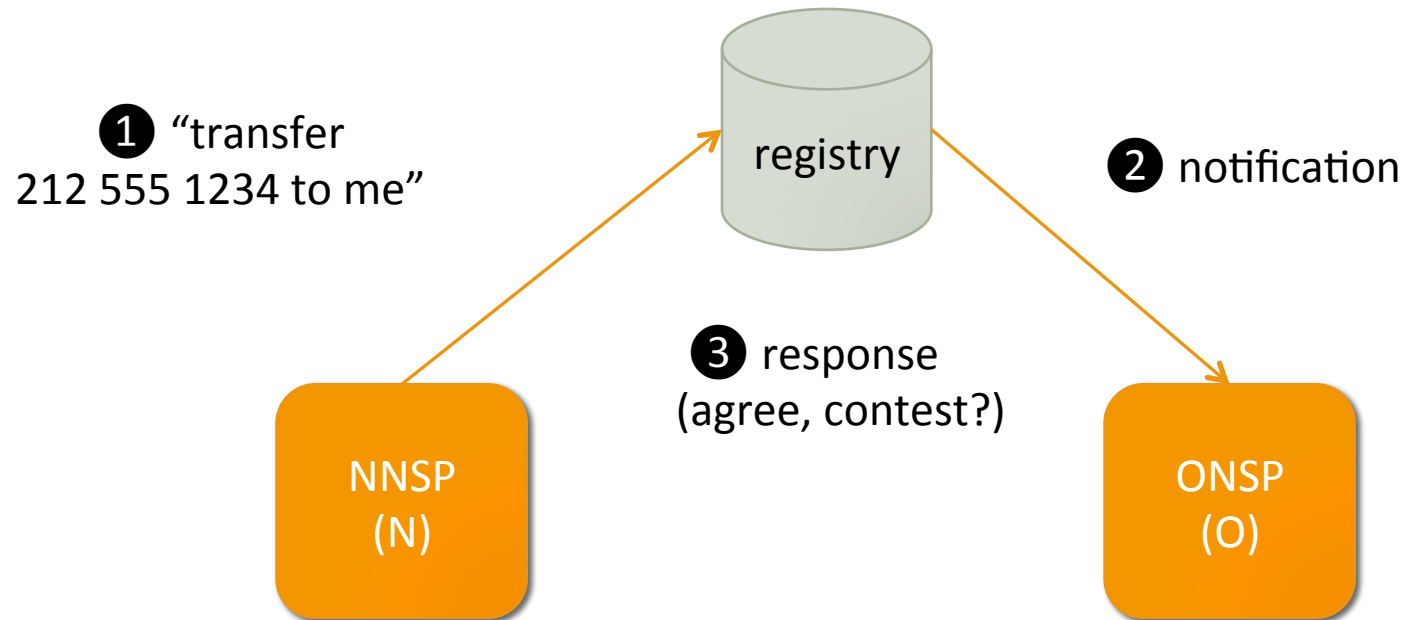 ❶ “transfer
212 555 1234 to me”
registry
❷ notification
❸ response
(agree, contest?)
NNSP
(N)
ONSP
(O)